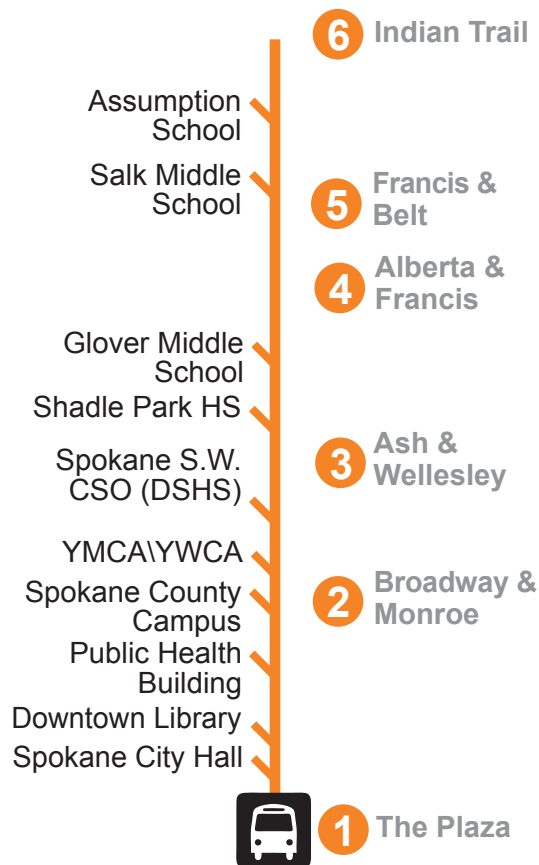 6 Indian Trail
Assumption
School
Salk Middle
School
5 Francis &
Belt
4 Alberta &
Francis
Glover Middle
School
Shadle Park HS
3 Ash &
Wellesley
Spokane S.W.
CSO (DSHS)
YMCA\YWCA
2 Broadway &
Monroe
Spokane County
Campus
Public Health
Building
Downtown Library
Spokane City Hall
1 The Plaza